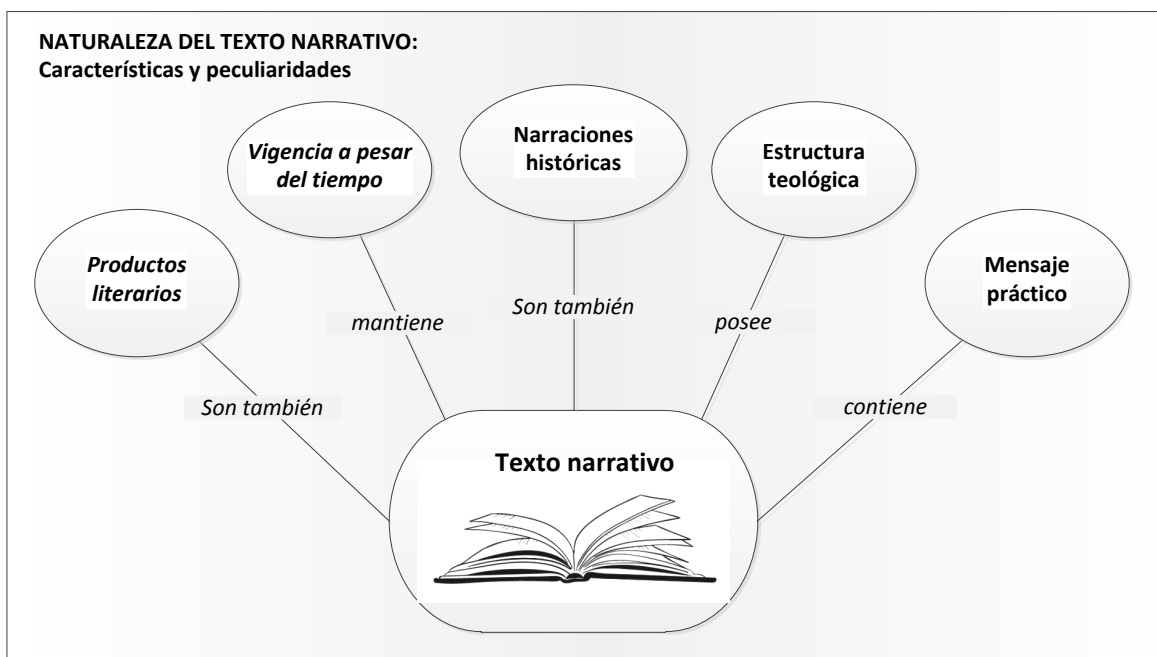 NATURALEZA DEL TEXTO NARRATIVO:
Características y peculiaridades
Productos
literarios
Vigencia a pesar
del tiempo
Narraciones
históricas
Estructura
teológica
Mensaje
práctico
Son también
mantiene
Son también
posee
contiene
Texto narrativo